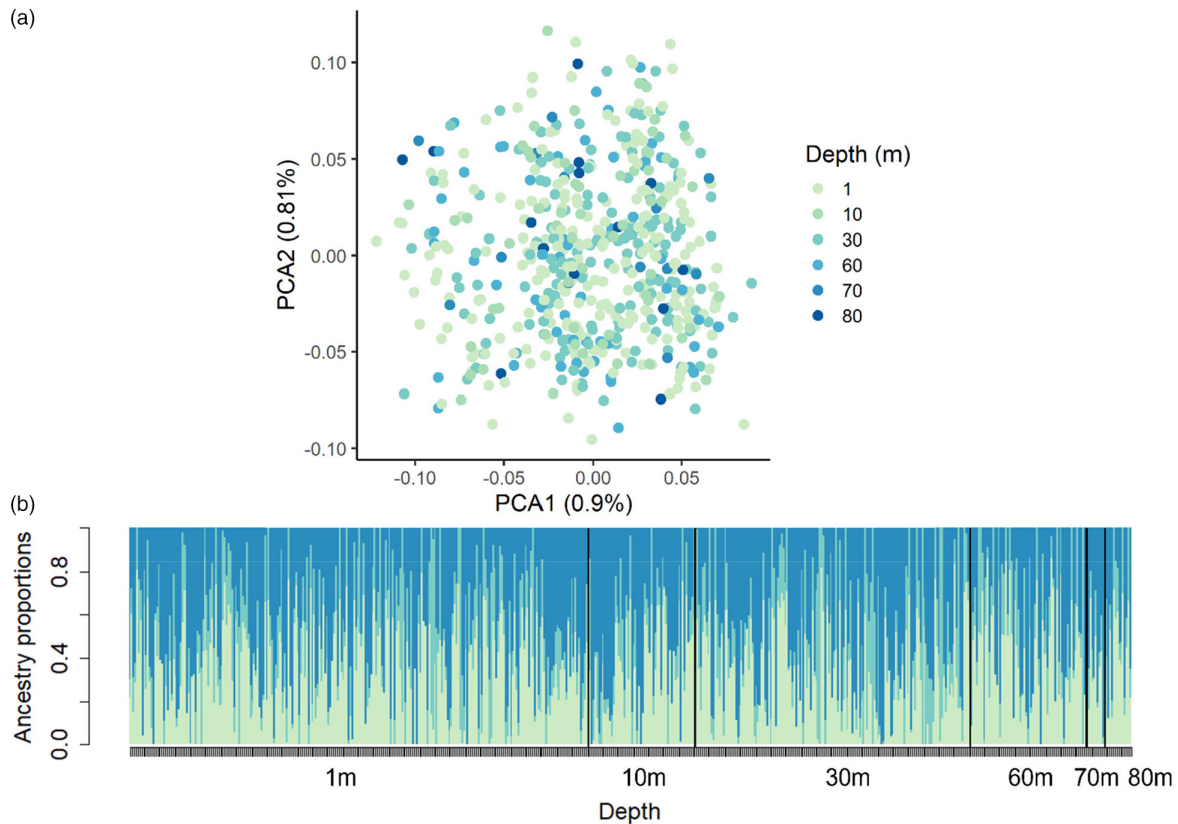 (a)
0.10
0.05
0.00
-0.05
-0.10
PCA2 (0.81%)
-0.10 -0.05 0.00 0.05
PCA1 (0.9%)
Depth (m)
1
10
30
60
70
80
(b)
Ancestry proportions
0.8
0.4
0.0
1m 10m 30m 60m 70m 80m
Depth